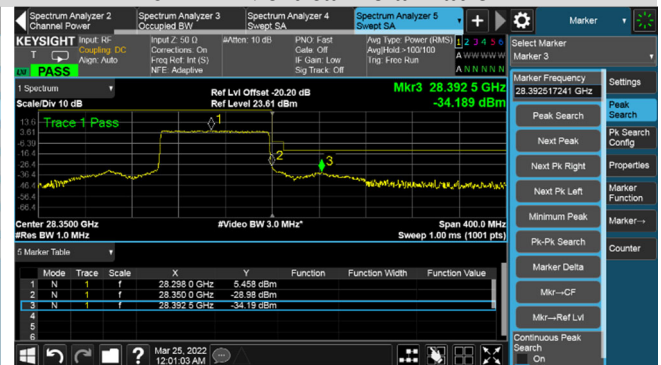 Spectrum Analyzer 2
Channel Power
Spectrum Analyzer 3
Occupied BW
Spectrum Analyzer 4
Swept SA
Spectrum Analyzer 5
Swept SA
Marker
KEYSIGHT
Input: RF
Coupling: DC
Align: Auto
Input Z: 50 Ω
Corrections: On
Freq Ref: Int (S)
NFE: Adaptive
#Atten: 10 dB
PNO: Fast
Gate: Off
IF Gain: Low
Sig Track: Off
Avg Type: Power (RMS)
Avg|Hold:>100/100
Trig: Free Run
1 2 3 4 5 6
A W W W W W
A N N N N N
T
PASS
Select Marker
Marker 3
1 Spectrum
Scale/Div 10 dB
Ref Lvl Offset -20.20 dB
Ref Level 23.61 dBm
Mkr3 28.392 5 GHz
-34.189 dBm
Trace 1 Pass
13.6
3.61
-6.39
-16.4
-26.4
-36.4
-46.4
-56.4
-66.4
1
2
3
Center 28.3500 GHz
#Res BW 1.0 MHz
#Video BW 3.0 MHz*
Span 400.0 MHz
Sweep 1.00 ms (1001 pts)
5 Marker Table
Mode Trace Scale X Y Function Function Width Function Value
1 N 1 f 28.298 0 GHz 5.458 dBm
2 N 1 f 28.350 0 GHz -28.98 dBm
3 N 1 f 28.392 5 GHz -34.19 dBm
4
5
6
Marker Frequency
28.392517241 GHz
Peak Search
Next Peak
Next Pk Right
Next Pk Left
Minimum Peak
Pk-Pk Search
Marker Delta
Mkr→CF
Mkr→Ref Lvl
Continuous Peak
Search
On
Settings
Peak
Search
Pk Search
Config
Properties
Marker
Function
Marker→
Counter
?
Mar 25, 2022
12:01:03 AM